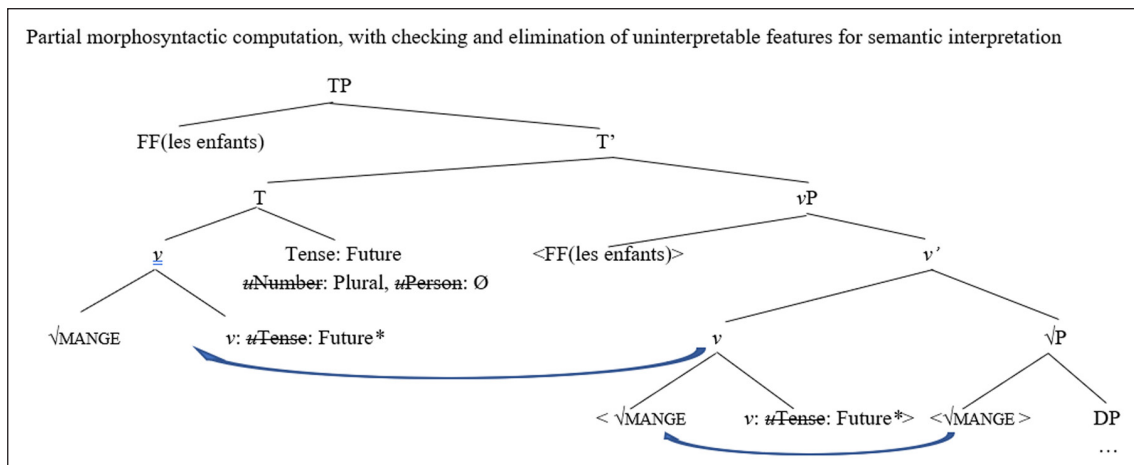 Partial morphosyntactic computation, with checking and elimination of uninterpretable features for semantic interpretation
TP
FF(les enfants) T’
T vP
v Tense: Future <FF(les enfants)> v’
uNumber: Plural, uPerson: Ø
√MANGE v: uTense: Future* v √P
< √MANGE v: uTense: Future*> <√MANGE > DP
…